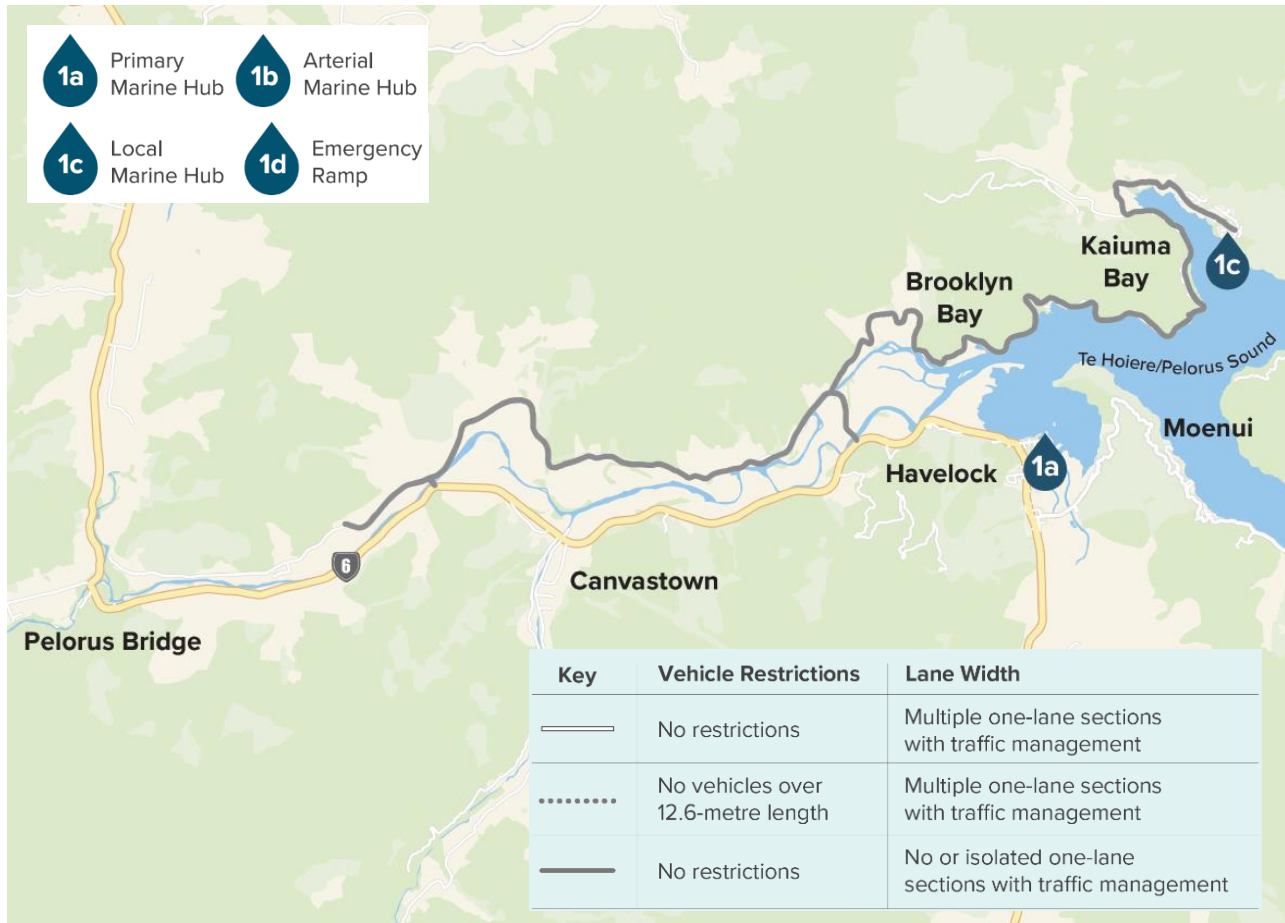 1a Primary
Marine Hub
1b Arterial
Marine Hub
1c Local
Marine Hub
1d Emergency
Ramp
Kaiuma
Bay
1c
Brooklyn
Bay
Te Hoiere/Pelorus Sound
Moenui
Havelock
1a
6
Canvastown
Pelorus Bridge
Key Vehicle Restrictions Lane Width
No restrictions Multiple one-lane sections
with traffic management
No vehicles over Multiple one-lane sections
12.6-metre length with traffic management
No restrictions No or isolated one-lane
sections with traffic management